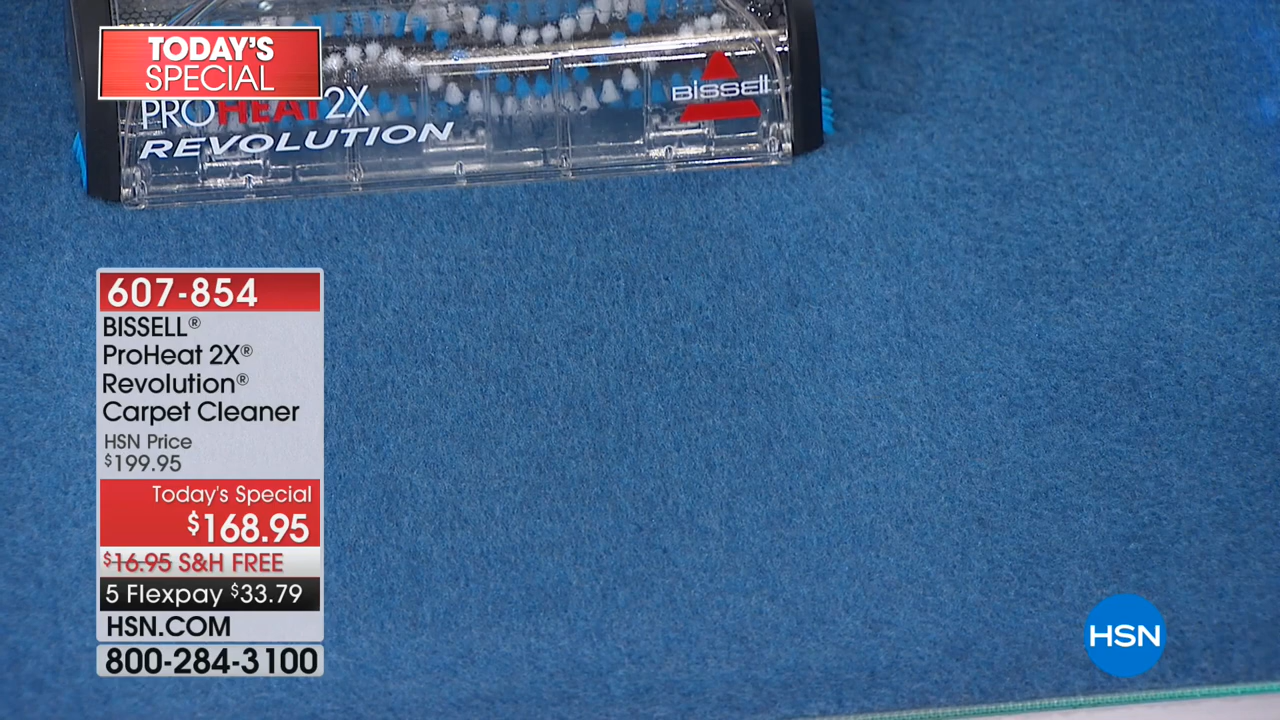 TODAY'S
SPECIAL
PROHEAT 2X
REVOLUTION
BISSELL
607-854
BISSELL®
ProHeat 2X®
Revolution®
Carpet Cleaner
HSN Price
$199.95
Today's Special
$168.95
$16.95 S&H FREE
5 Flexpay $33.79
HSN.COM
800-284-3100
HSN